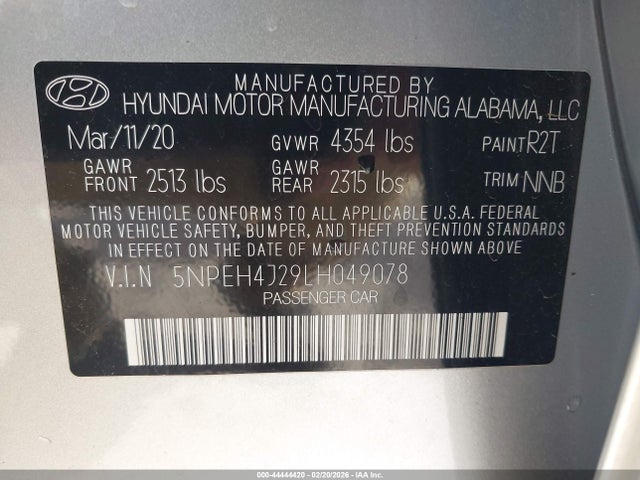 MANUFACTURED BY
HYUNDAI MOTOR MANUFACTURING ALABAMA, LLC
Mar/11/20 GVWR 4354 lbs PAINT R2T
GAWR FRONT 2513 lbs GAWR REAR 2315 lbs TRIM NNB
THIS VEHICLE CONFORMS TO ALL APPLICABLE U.S.A. FEDERAL
MOTOR VEHICLE SAFETY, BUMPER, AND THEFT PREVENTION STANDARDS
IN EFFECT ON THE DATE OF MANUFACTURE SHOWN ABOVE.
V.I.N 5NPEH4J29LH049078
PASSENGER CAR
000-44444420 - 02/20/2026 - IAA Inc.